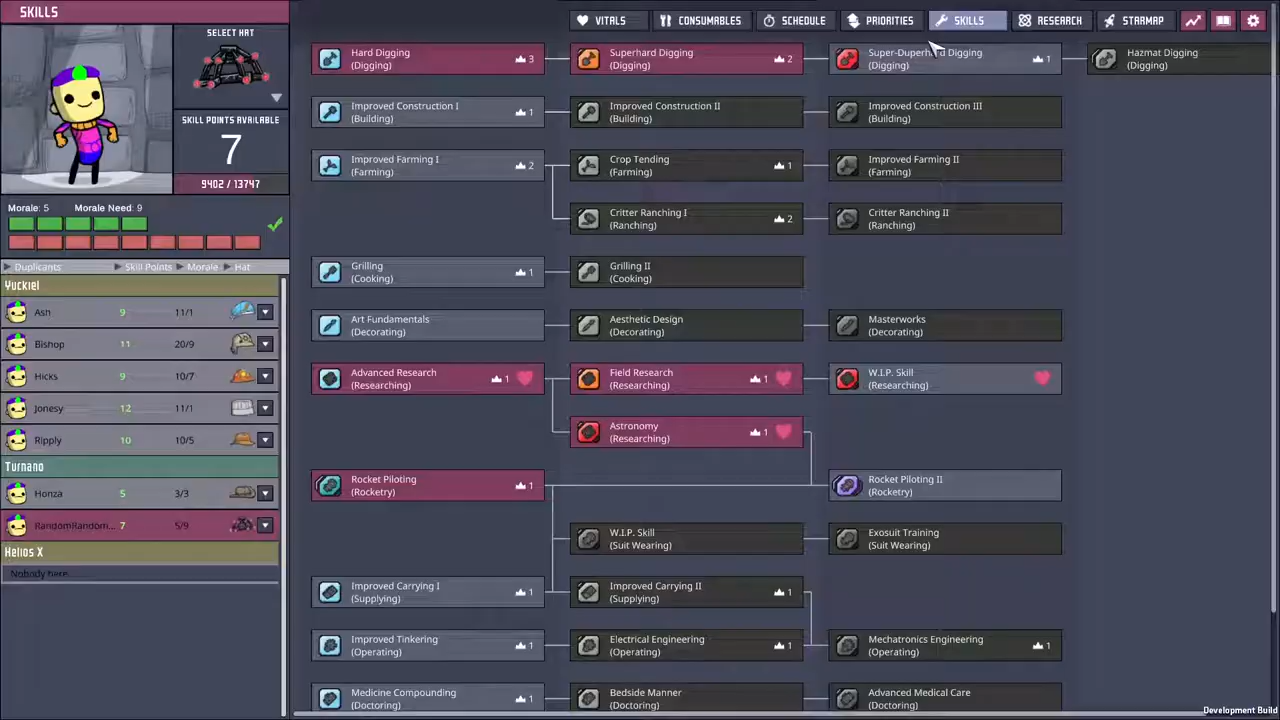 SKILLS
VITALS
CONSUMABLES
SCHEDULE
PRIORITIES
SKILLS
RESEARCH
STARMAP
SELECT HAT
SKILL POINTS AVAILABLE
7
9402 / 13747
Morale: 5
Morale Need: 9
Duplicants
Skill Points
Morale
Hat
Yuckiel
Ash 9 11/1
Bishop 11 20/9
Hicks 9 10/7
Jonesy 12 11/1
Ripply 10 10/5
Turnano
Honza 5 3/3
RandomRandom... 7 5/9
Helios X
Nobody here
Hard Digging
(Digging)
3
Superhard Digging
(Digging)
2
Super-Duperhard Digging
(Digging)
1
Hazmat Digging
(Digging)
Improved Construction I
(Building)
1
Improved Construction II
(Building)
Improved Construction III
(Building)
Improved Farming I
(Farming)
2
Crop Tending
(Farming)
1
Improved Farming II
(Farming)
Critter Ranching I
(Ranching)
2
Critter Ranching II
(Ranching)
Grilling
(Cooking)
1
Grilling II
(Cooking)
Art Fundamentals
(Decorating)
Aesthetic Design
(Decorating)
Masterworks
(Decorating)
Advanced Research
(Researching)
1
Field Research
(Researching)
1
W.I.P. Skill
(Researching)
Astronomy
(Researching)
1
Rocket Piloting
(Rocketry)
1
Rocket Piloting II
(Rocketry)
W.I.P. Skill
(Suit Wearing)
Exosuit Training
(Suit Wearing)
Improved Carrying I
(Supplying)
1
Improved Carrying II
(Supplying)
1
Improved Tinkering
(Operating)
1
Electrical Engineering
(Operating)
1
Mechatronics Engineering
(Operating)
1
Medicine Compounding
(Doctoring)
1
Bedside Manner
(Doctoring)
Advanced Medical Care
(Doctoring)
Development Build